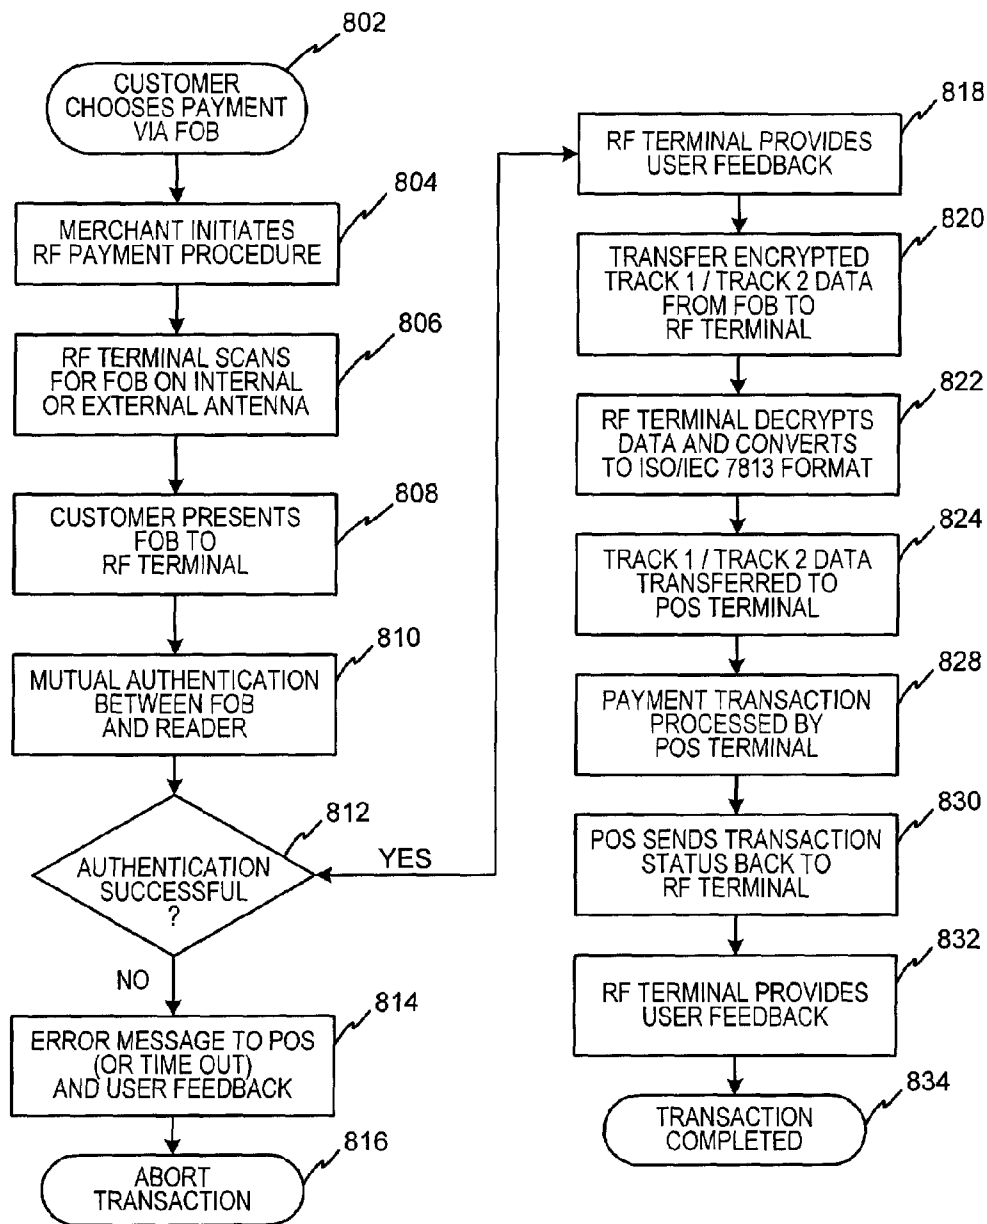 802
CUSTOMER
CHOOSES PAYMENT
VIA FOB
804
MERCHANT INITIATES
RF PAYMENT PROCEDURE
806
RF TERMINAL SCANS
FOR FOB ON INTERNAL
OR EXTERNAL ANTENNA
808
CUSTOMER PRESENTS
FOB TO
RF TERMINAL
810
MUTUAL AUTHENTICATION
BETWEEN FOB
AND READER
812
AUTHENTICATION
SUCCESSFUL
?
YES
NO
814
ERROR MESSAGE TO POS
(OR TIME OUT)
AND USER FEEDBACK
816
ABORT
TRANSACTION
818
RF TERMINAL PROVIDES
USER FEEDBACK
820
TRANSFER ENCRYPTED
TRACK 1 / TRACK 2 DATA
FROM FOB TO
RF TERMINAL
822
RF TERMINAL DECRYPTS
DATA AND CONVERTS
TO ISO/IEC 7813 FORMAT
824
TRACK 1 / TRACK 2 DATA
TRANSFERRED TO
POS TERMINAL
828
PAYMENT TRANSACTION
PROCESSED BY
POS TERMINAL
830
POS SENDS TRANSACTION
STATUS BACK TO
RF TERMINAL
832
RF TERMINAL PROVIDES
USER FEEDBACK
834
TRANSACTION
COMPLETED